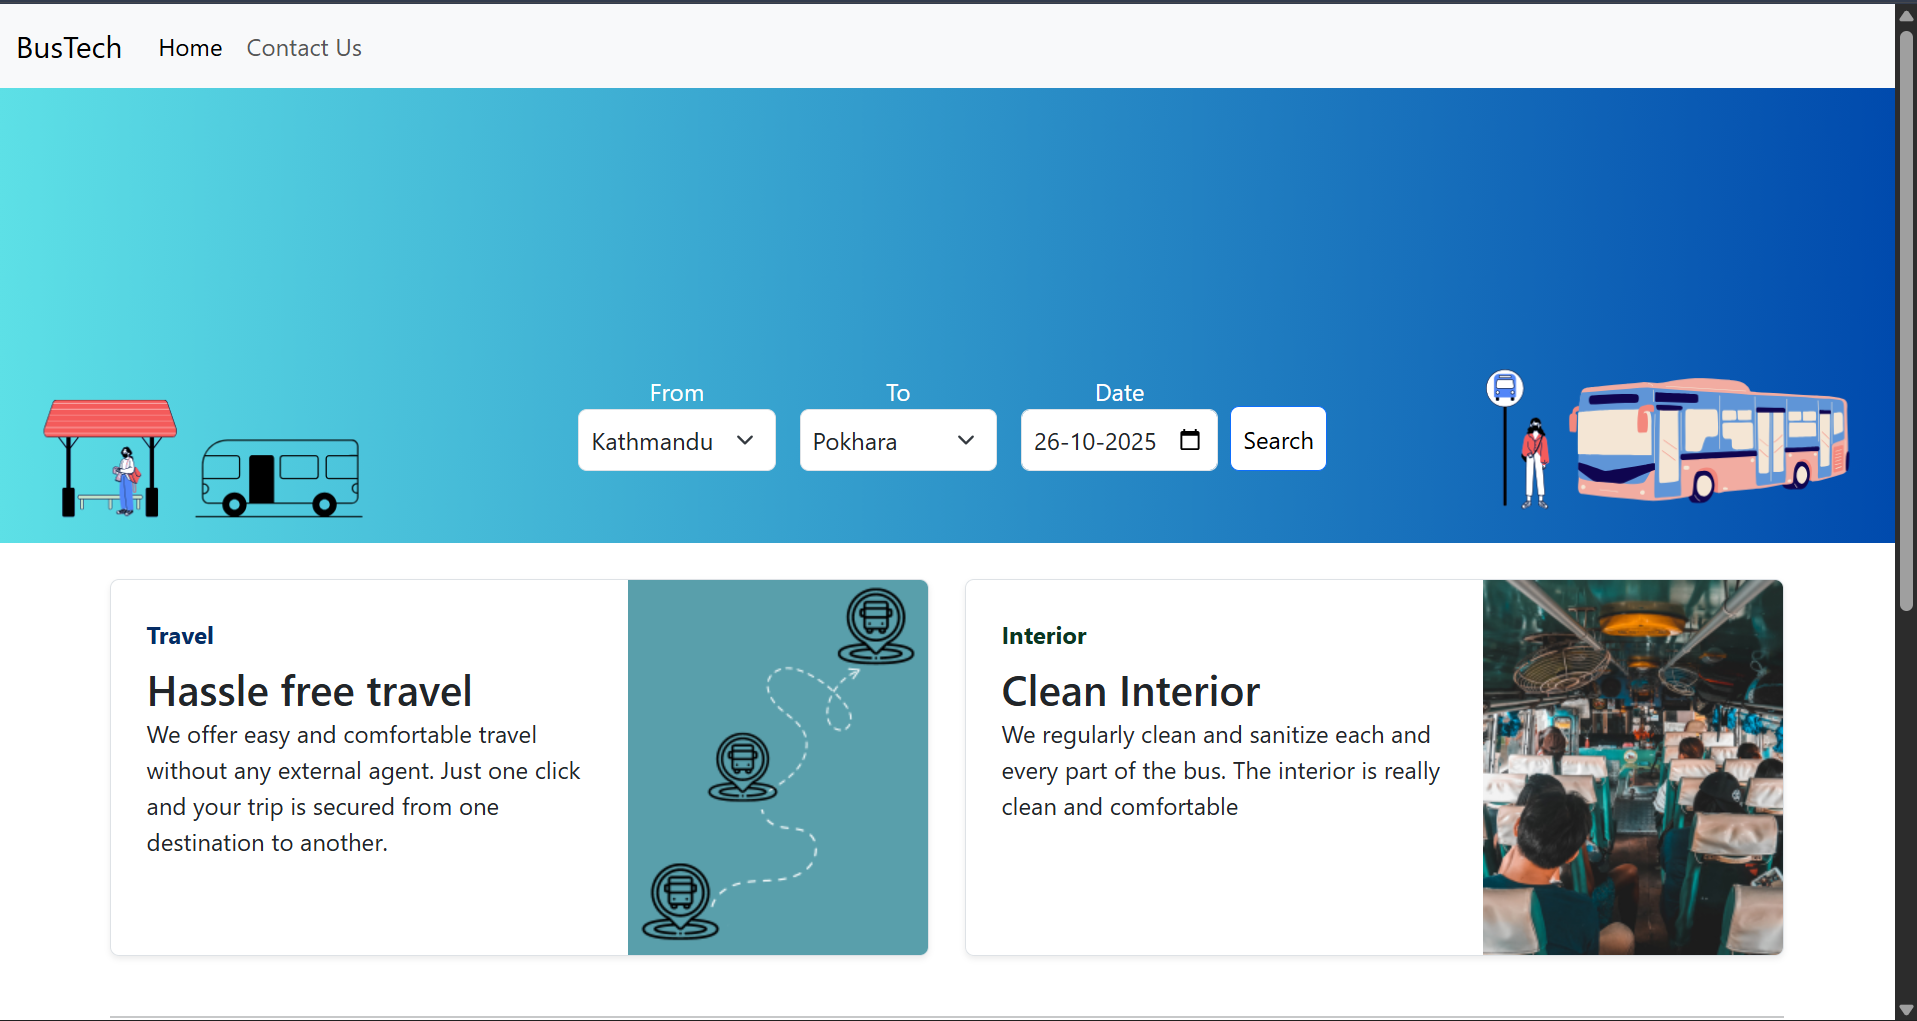 BusTech Home Contact Us
From To Date
Kathmandu Pokhara 26-10-2025 Search
Travel
Hassle free travel
We offer easy and comfortable travel
without any external agent. Just one click
and your trip is secured from one
destination to another.
Interior
Clean Interior
We regularly clean and sanitize each and
every part of the bus. The interior is really
clean and comfortable